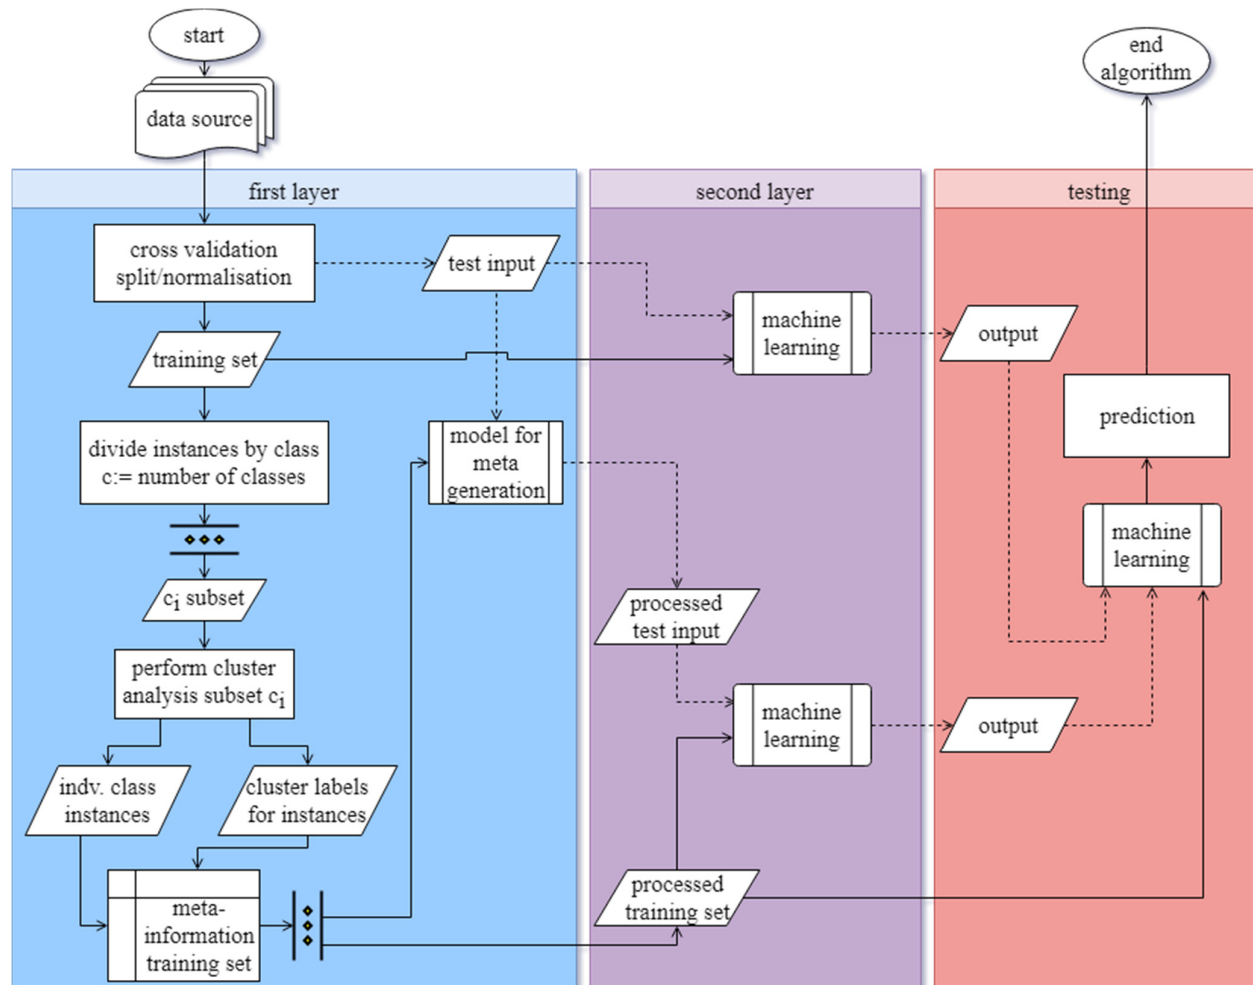 start
end
algorithm
data source
first layer
second layer
testing
cross validation
split/normalisation
test input
machine
learning
output
training set
prediction
divide instances by class
c:= number of classes
model for
meta
generation
machine
learning
ci subset
processed
test input
perform cluster
analysis subset ci
machine
learning
output
indv. class
instances
cluster labels
for instances
processed
training set
meta-
information
training set